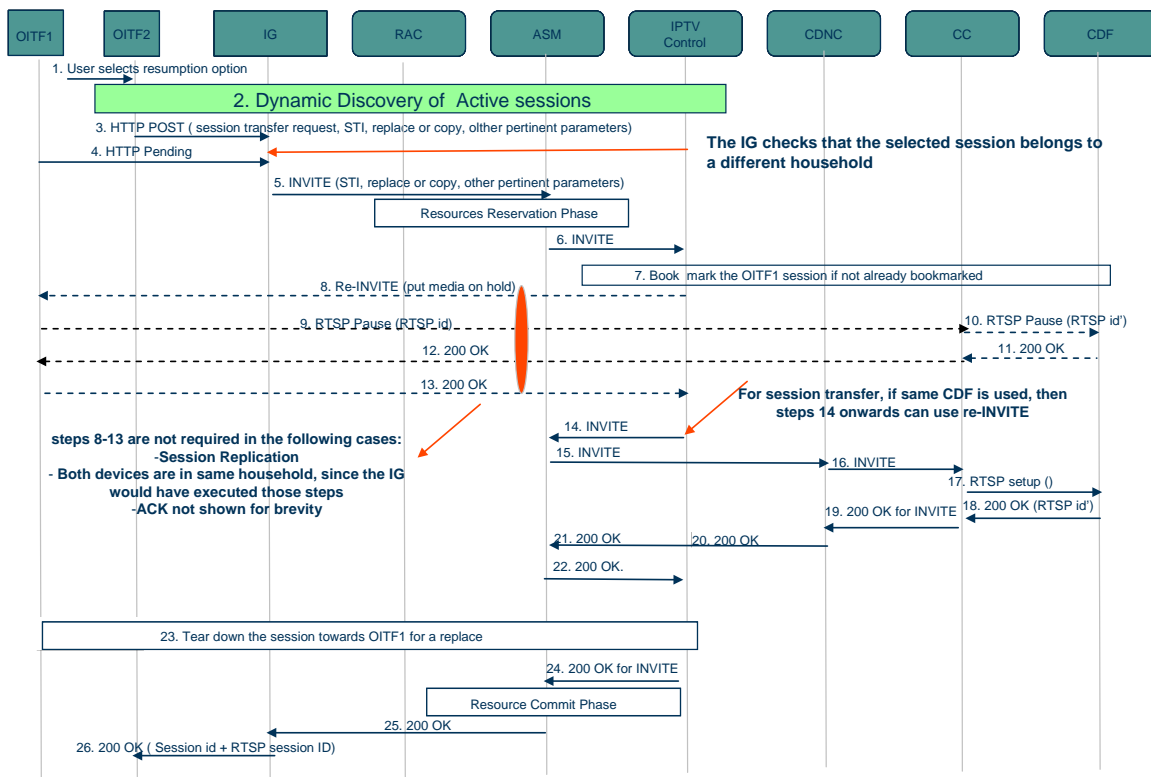 OITF1
OITF2
IG
RAC
ASM
IPTV
Control
CDNC
CC
CDF
1. User selects resumption option
2. Dynamic Discovery of Active sessions
3. HTTP POST ( session transfer request, STI, replace or copy, other pertinent parameters)
The IG checks that the selected session belongs to
a different household
4. HTTP Pending
5. INVITE (STI, replace or copy, other pertinent parameters)
Resources Reservation Phase
6. INVITE
7. Book mark the OITF1 session if not already bookmarked
8. Re-INVITE (put media on hold)
9. RTSP Pause (RTSP id)
10. RTSP Pause (RTSP id’)
11. 200 OK
12. 200 OK
13. 200 OK
For session transfer, if same CDF is used, then
steps 14 onwards can use re-INVITE
steps 8-13 are not required in the following cases:
-Session Replication
- Both devices are in same household, since the IG
would have executed those steps
-ACK not shown for brevity
14. INVITE
15. INVITE
16. INVITE
17. RTSP setup ()
18. 200 OK (RTSP id’)
19. 200 OK for INVITE
20. 200 OK
21. 200 OK
22. 200 OK.
23. Tear down the session towards OITF1 for a replace
24. 200 OK for INVITE
Resource Commit Phase
25. 200 OK
26. 200 OK ( Session id + RTSP session ID)